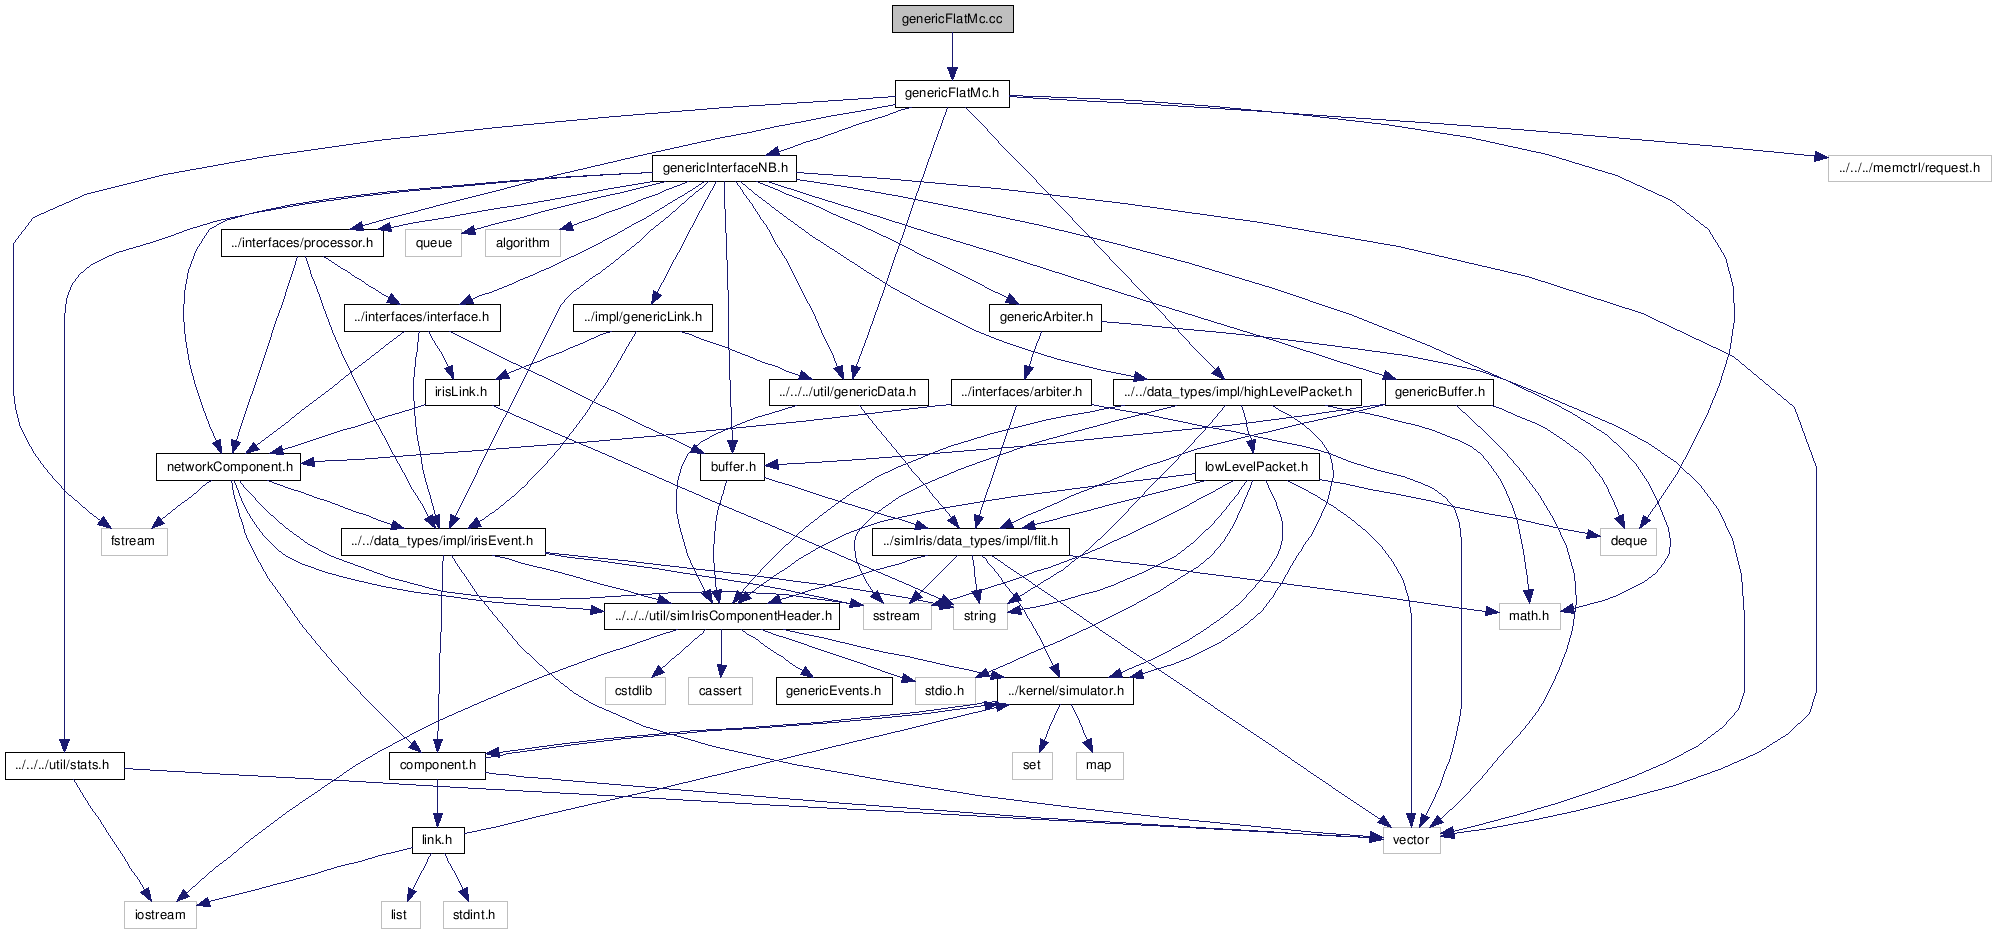 genericFlatMc.cc
genericFlatMc.h
genericInterfaceNB.h
../../../memctrl/request.h
../interfaces/processor.h
queue
algorithm
../interfaces/interface.h
../impl/genericLink.h
genericArbiter.h
irisLink.h
../../../util/genericData.h
../interfaces/arbiter.h
../../data_types/impl/highLevelPacket.h
genericBuffer.h
networkComponent.h
buffer.h
lowLevelPacket.h
fstream
../../data_types/impl/irisEvent.h
../simIris/data_types/impl/flit.h
deque
../../../util/simIrisComponentHeader.h
sstream
string
math.h
cstdlib
cassert
genericEvents.h
stdio.h
../kernel/simulator.h
../../../util/stats.h
component.h
set
map
link.h
vector
iostream
list
stdint.h